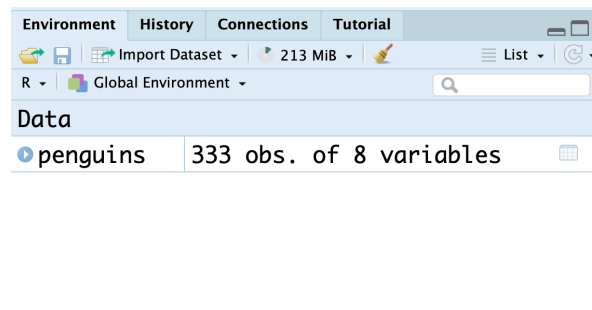 Environment History Connections Tutorial
Import Dataset 213 MiB List
R Global Environment
Data
penguins 333 obs. of 8 variables